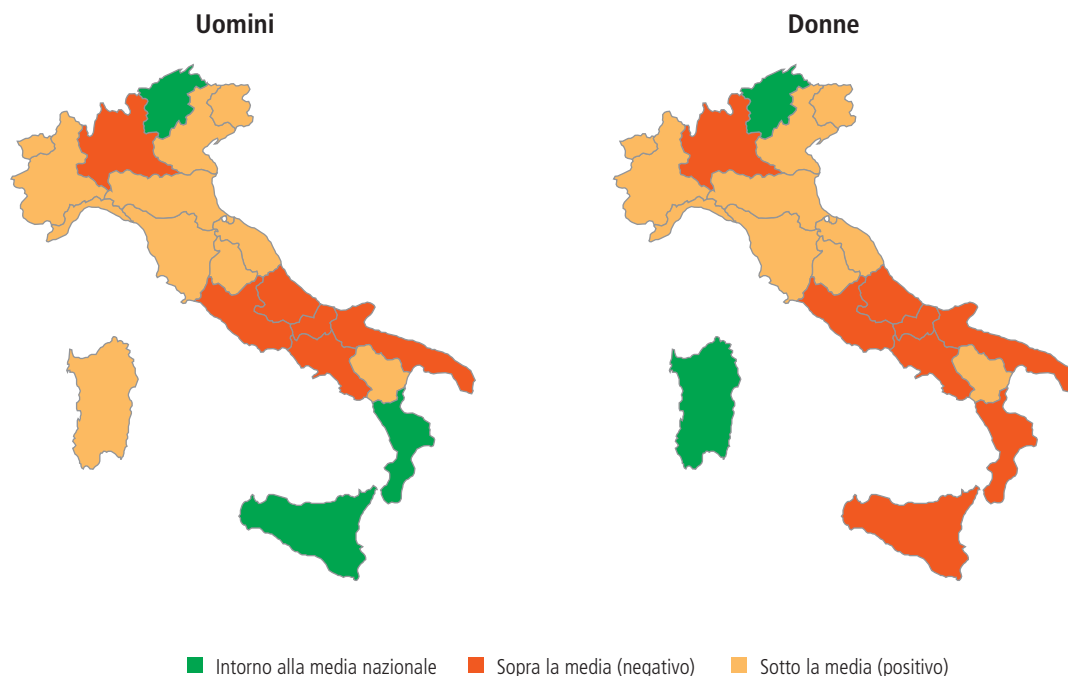 Uomini
Donne
Intorno alla media nazionale
Sopra la media (negativo)
Sotto la media (positivo)